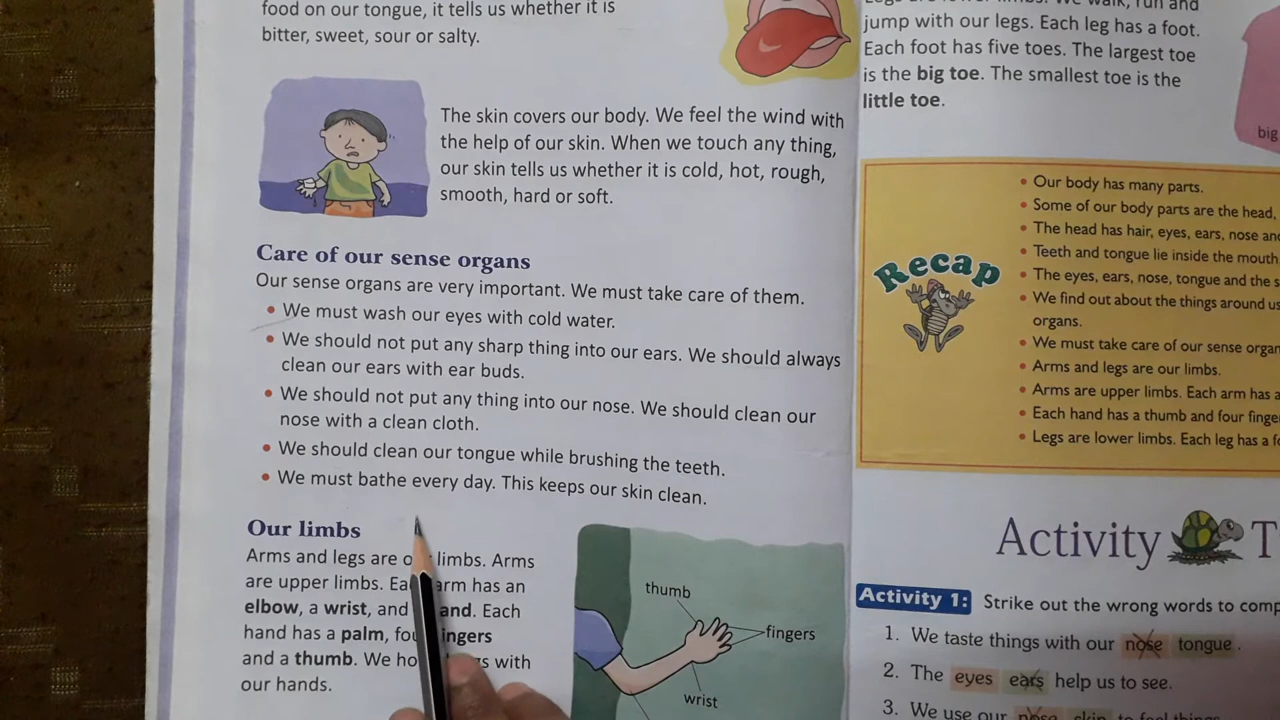 food on our tongue, it tells us whether it is
bitter, sweet, sour or salty.
The skin covers our body. We feel the wind with
the help of our skin. When we touch any thing,
our skin tells us whether it is cold, hot, rough,
smooth, hard or soft.
Care of our sense organs
Our sense organs are very important. We must take care of them.
• We must wash our eyes with cold water.
• We should not put any sharp thing into our ears. We should always
clean our ears with ear buds.
• We should not put any thing into our nose. We should clean our
nose with a clean cloth.
• We should clean our tongue while brushing the teeth.
• We must bathe every day. This keeps our skin clean.
Our limbs
Arms and legs are limbs. Arms
are upper limbs. arm has an
elbow, a wrist, and Each
hand has a palm,
and a thumb. We with
our hands.
thumb
fingers
wrist
run and
jump with our legs. Each leg has a foot.
Each foot has five toes. The largest toe
is the big toe. The smallest toe is the
little toe.
big
Recap
• Our body has many parts.
• Some of our body parts are the head,
• The head has hair, eyes, ears, nose
• Teeth and tongue lie inside the mouth
• The eyes, ears, nose, tongue and the
• We find out about the things around us
organs.
• We must take care of our sense
• Arms and legs are our limbs.
• Arms are upper limbs. Each arm has
• Each hand has a thumb and four
• Legs are lower limbs. Each leg has a
Activity
Activity 1: Strike out the wrong words to
1. We taste things with our nose tongue.
2. The eyes ears help us to see.
3. We use our nose skin to feel things